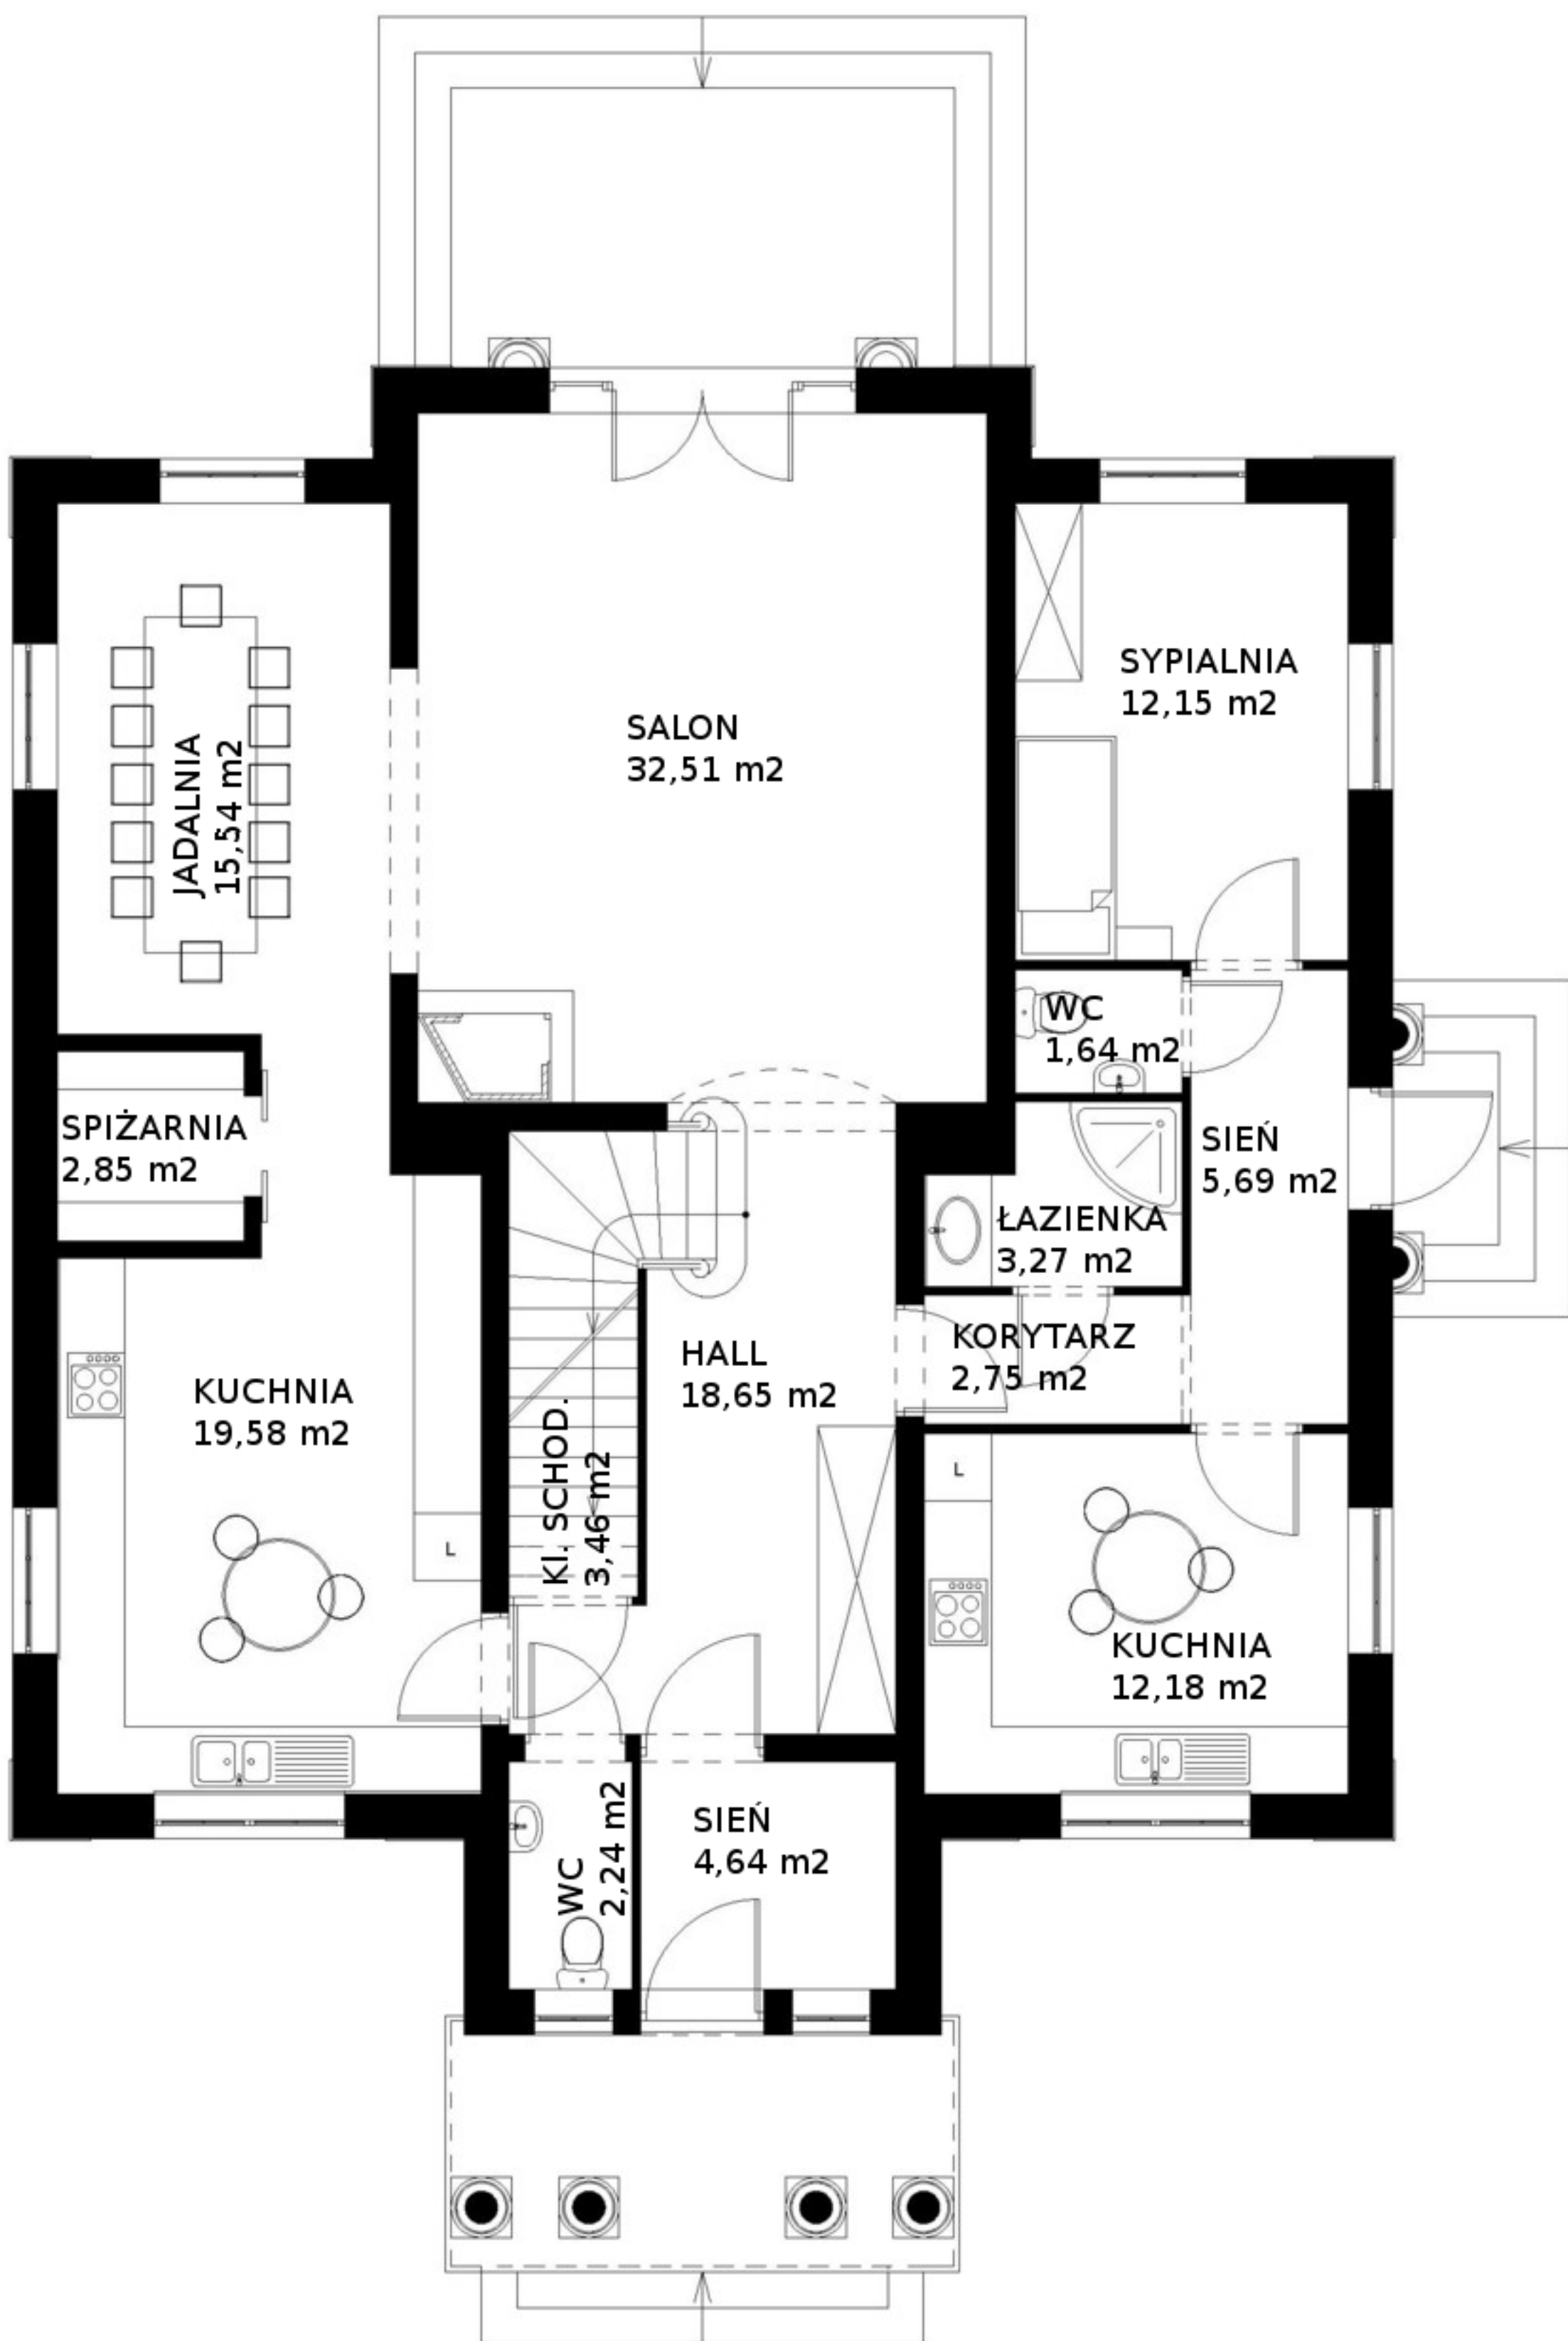 SALON
32,51 m2
SYPIALNIA
12,15 m2
JADALNIA
15,54 m2
WC
1,64 m2
SPIŻARNIA
2,85 m2
SIEŃ
5,69 m2
ŁAZIENKA
3,27 m2
KORYTARZ
2,75 m2
HALL
18,65 m2
KUCHNIA
19,58 m2
Kl. SCHOD.
3,46 m2
L
L
KUCHNIA
12,18 m2
WC
2,24 m2
SIEŃ
4,64 m2